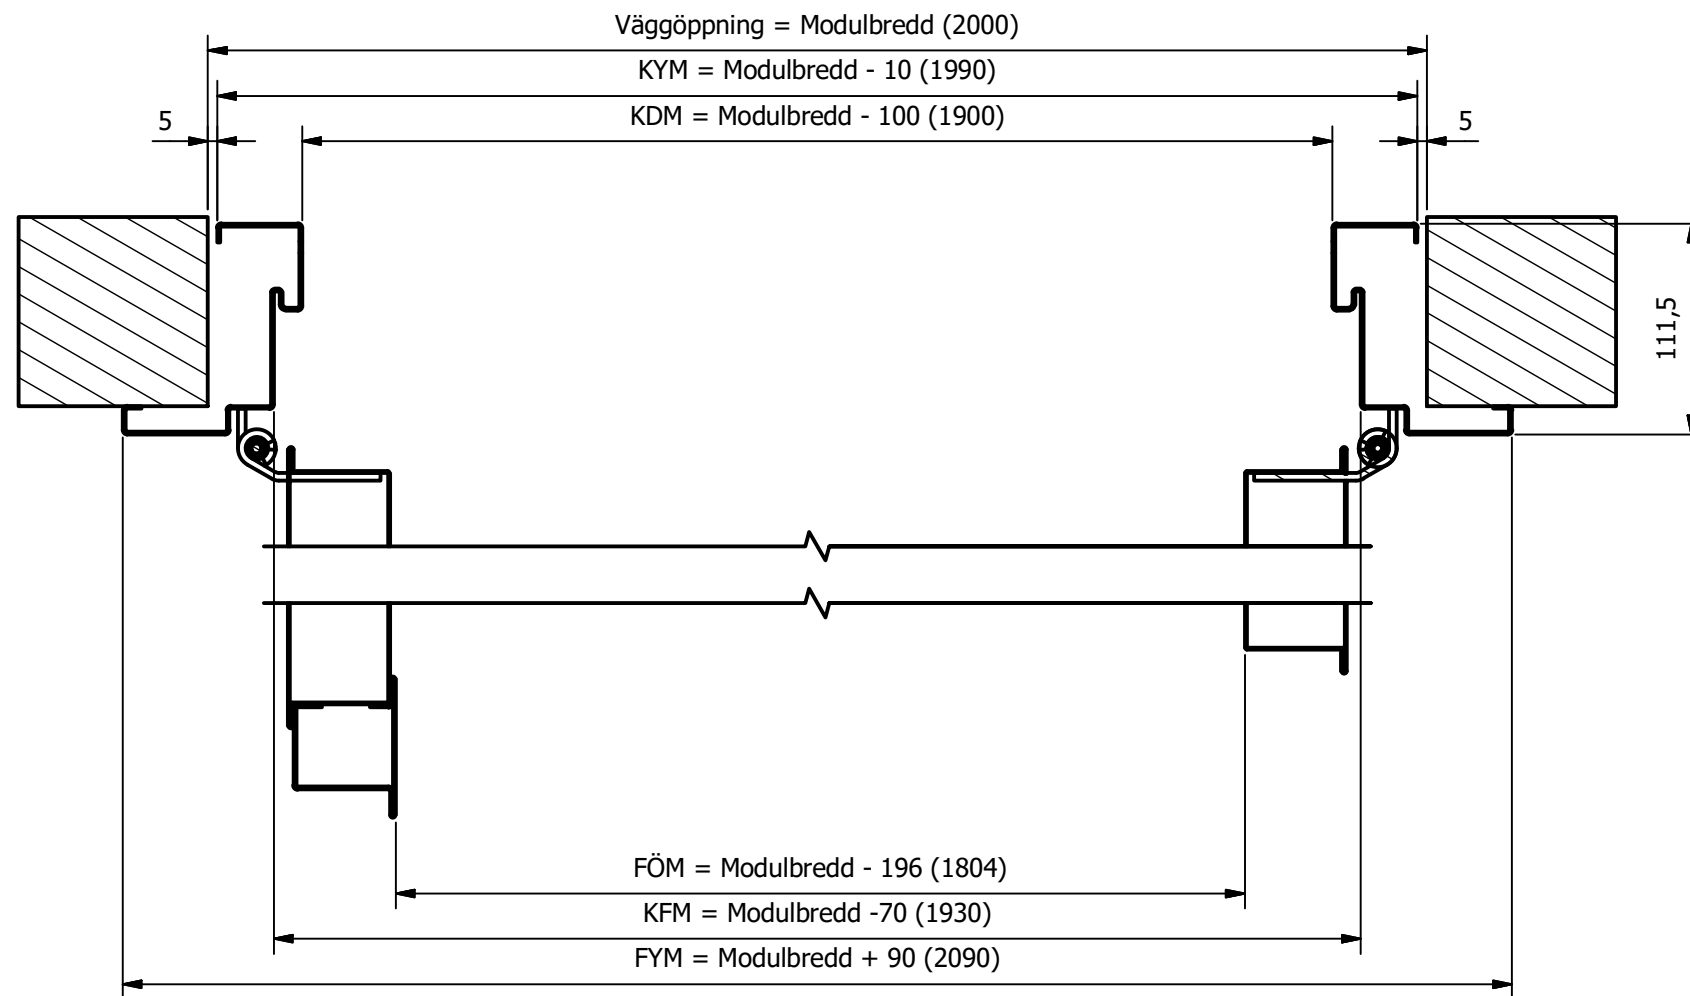 Väggöppning = Modulbredd (2000)
KYM = Modulbredd - 10 (1990)
KDM = Modulbredd - 100 (1900)
5
5
111,5
FÖM = Modulbredd - 196 (1804)
KFM = Modulbredd -70 (1930)
FYM = Modulbredd + 90 (2090)